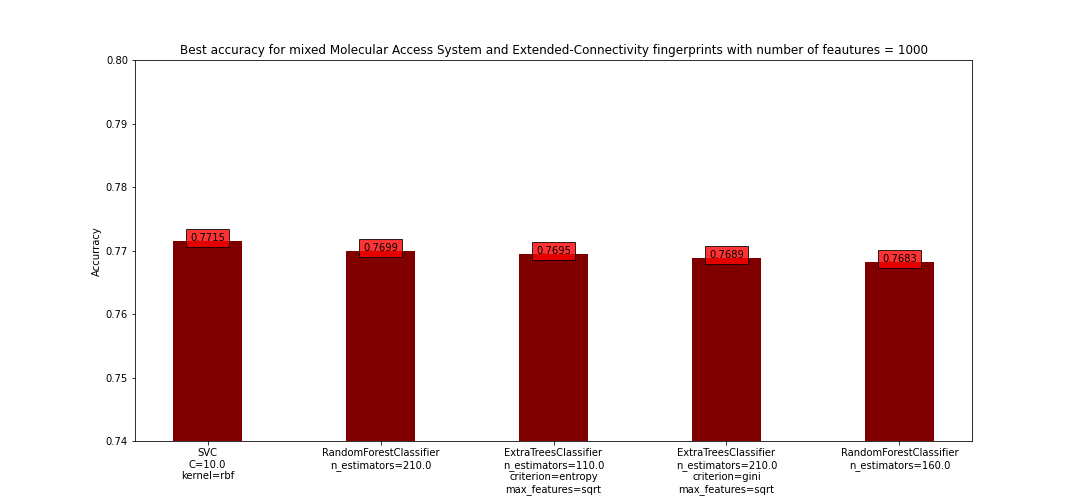 Best accuracy for mixed Molecular Access System and Extended-Connectivity fingerprints with number of feautures = 1000
Accurracy
0.80
0.79
0.78
0.77
0.76
0.75
0.74
0.7715
0.7699
0.7695
0.7689
0.7683
SVC
C=10.0
kernel=rbf
RandomForestClassifier
n_estimators=210.0
ExtraTreesClassifier
n_estimators=110.0
criterion=entropy
max_features=sqrt
ExtraTreesClassifier
n_estimators=210.0
criterion=gini
max_features=sqrt
RandomForestClassifier
n_estimators=160.0